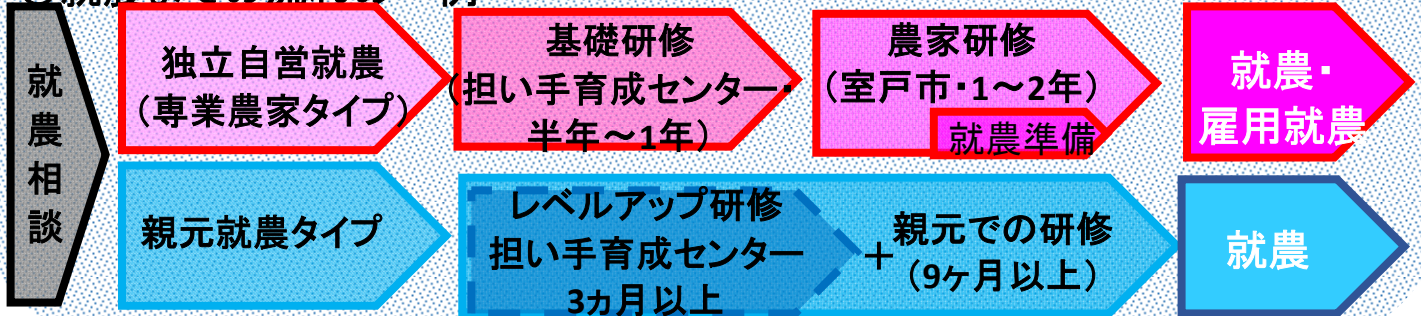 就農相談
独立自営就農
（専業農家タイプ）
基礎研修
（担い手育成センター・
半年～1年）
農家研修
（室戸市・1～2年）
就農準備
就農・
雇用就農
親元就農タイプ
レベルアップ研修
担い手育成センター
3ヵ月以上
＋
親元での研修
（9ヶ月以上）
就農